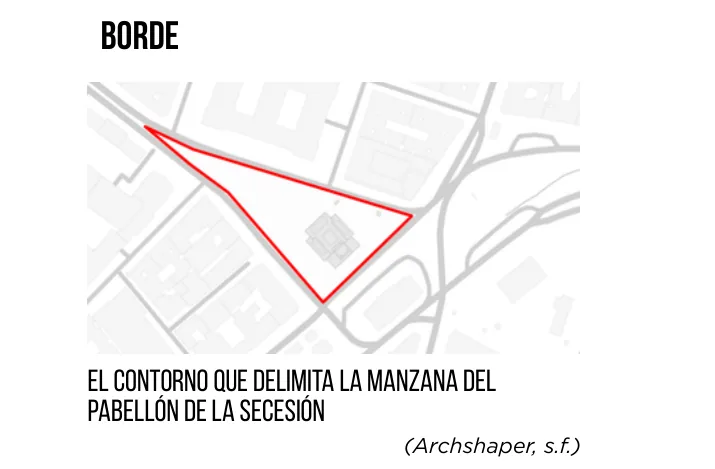 BORDE
EL CONTORNO QUE DELIMITA LA MANZANA DEL
PABELLÓN DE LA SECESIÓN
(Archshaper, s.f.)